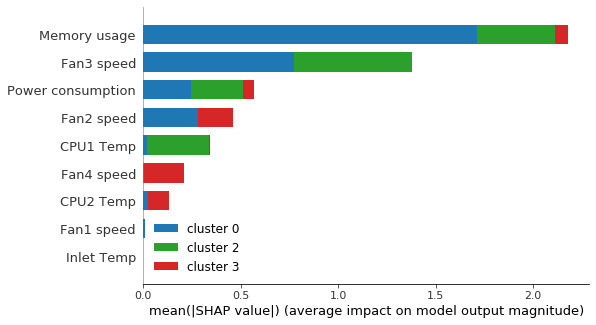 Memory usage
Fan3 speed
Power consumption
Fan2 speed
CPU1 Temp
Fan4 speed
CPU2 Temp
Fan1 speed
Inlet Temp
cluster 0
cluster 2
cluster 3
0.0 0.5 1.0 1.5 2.0
mean(|SHAP value|) (average impact on model output magnitude)